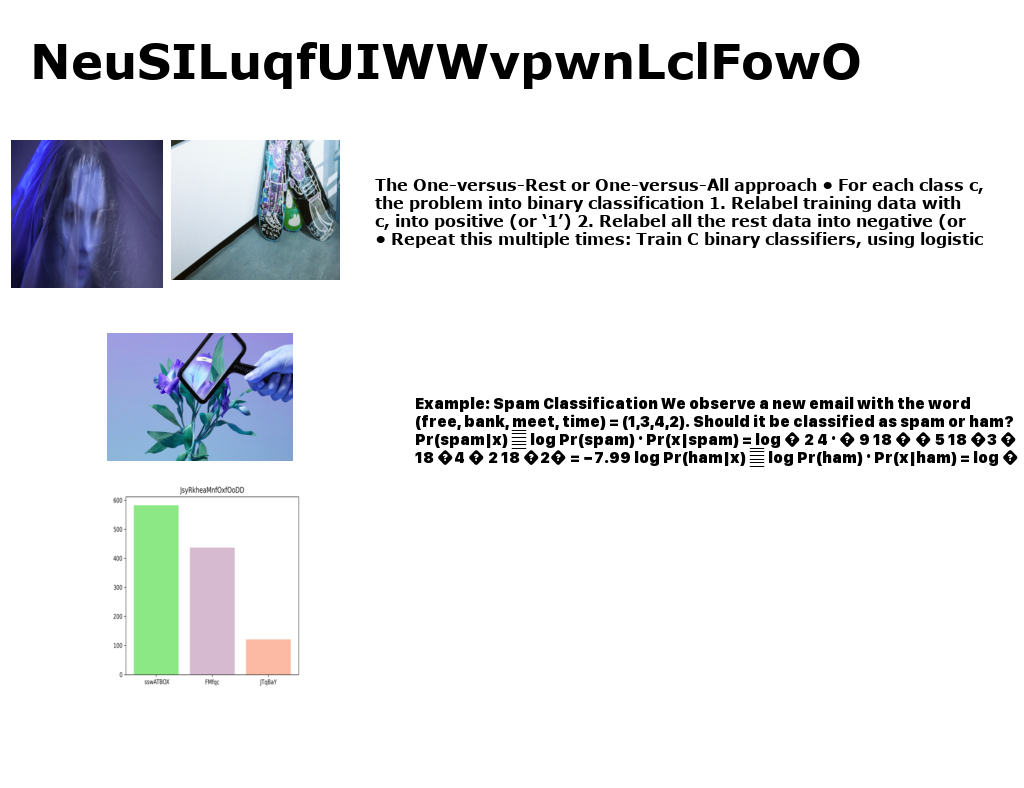 NeuSILuqfUIWWvpwnLclFowO
The One-versus-Rest or One-versus-All approach • For each class c,
the problem into binary classification 1. Relabel training data with
c, into positive (or ‘1’) 2. Relabel all the rest data into negative (or
• Repeat this multiple times: Train C binary classifiers, using logistic
Example: Spam Classification We observe a new email with the word
(free, bank, meet, time) = (1,3,4,2). Should it be classified as spam or ham?
Pr(spam|x) 𝄚 log Pr(spam) · Pr(x|spam) = log � 2 4 · � 9 18 � � 5 18 �3 �
18 �4 � 2 18 �2� = −7.99 log Pr(ham|x) 𝄚 log Pr(ham) · Pr(x|ham) = log �
JsyRkheaMnfOxfOoDD
600
500
400
300
200
100
0
sswATBOX FMfqc JTqBaY